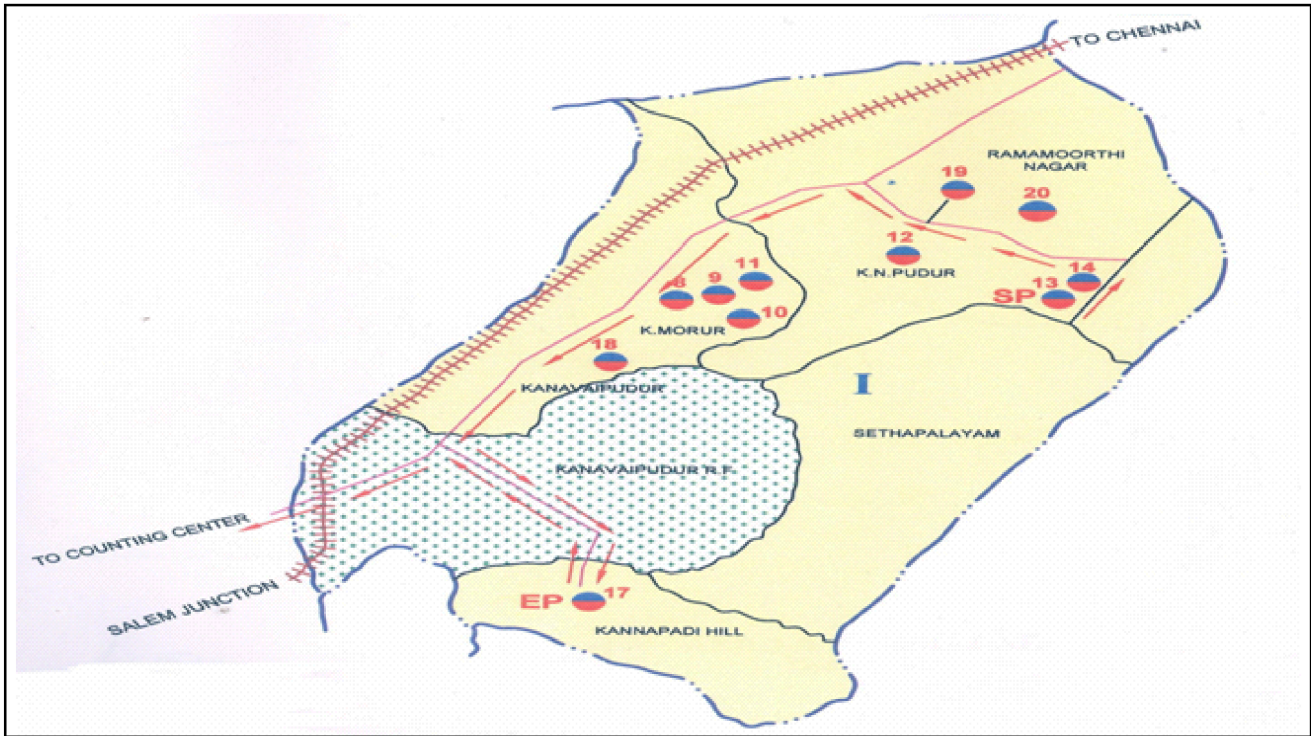 TO CHENNAI
RAMAMOORTHI
NAGAR
19
20
12
K.N.PUDUR
14
13
SP
11
9
8
10
K.MORUR
18
KANAVAIPUDUR
I
SETHAPALAYAM
KANAVAIPUDUR R.F.
TO COUNTING CENTER
SALEM JUNCTION
EP
17
KANNAPADI HILL